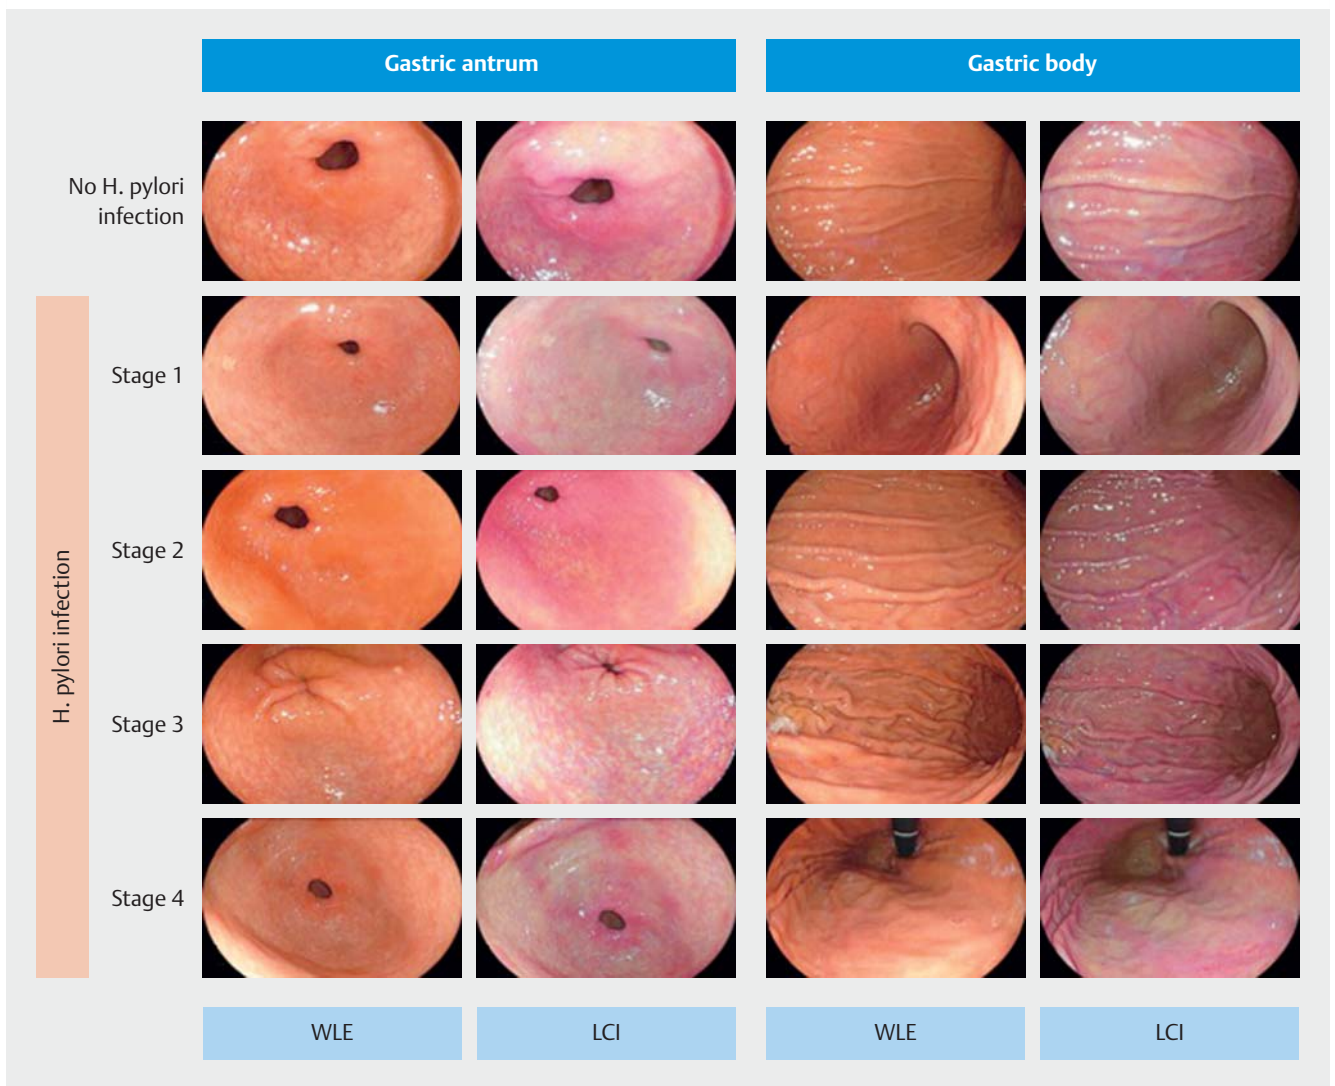 Gastric antrum
Gastric body
No H. pylori
infection
H. pylori infection
Stage 1
Stage 2
Stage 3
Stage 4
WLE
LCI
WLE
LCI